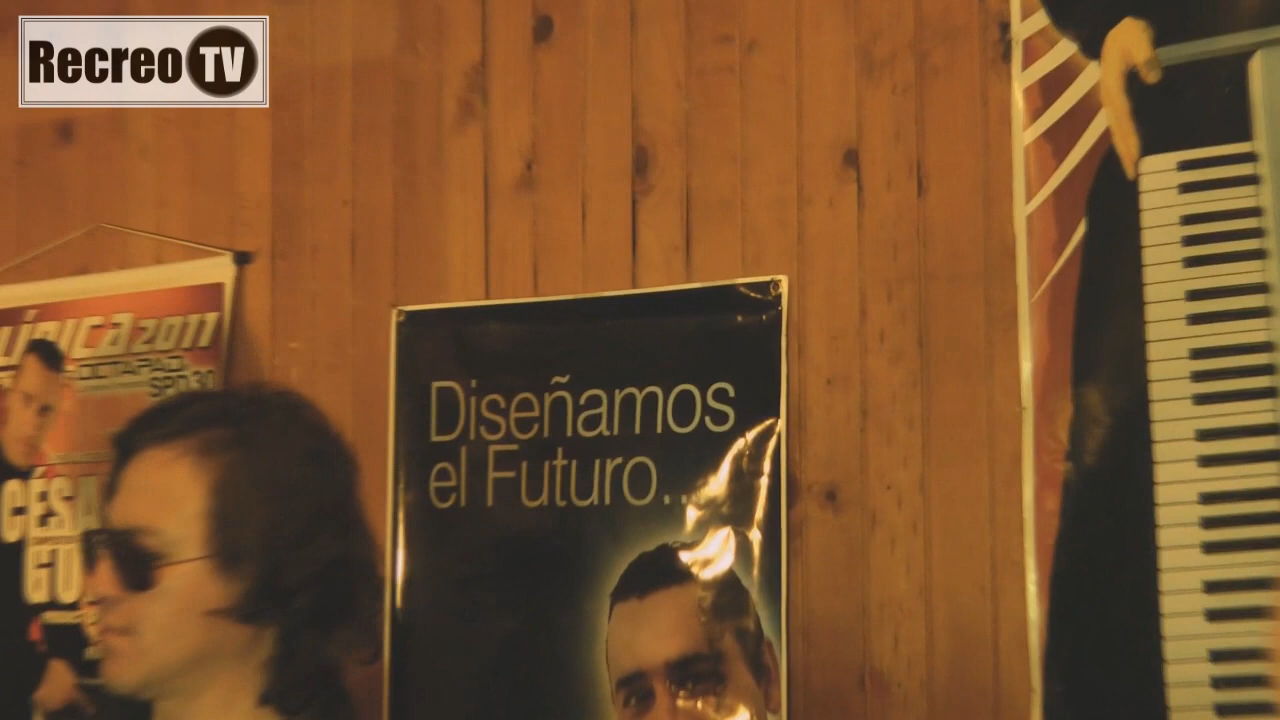 Recreo TV
2011
OCTAPAD
SPD30
Diseñamos
el Futuro...